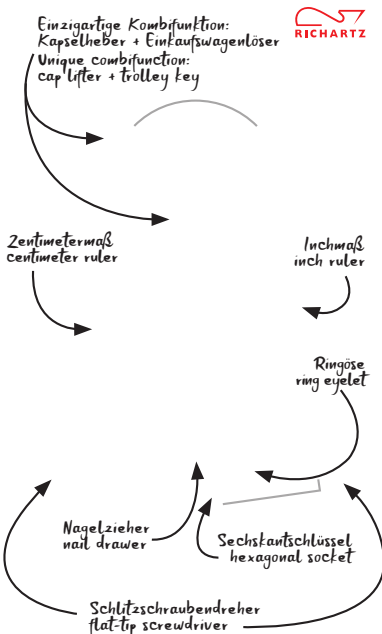 Einzigartige Kombifunktion:
Kapselheber + Einkaufswagenlöser
Unique combifunction:
cap lifter + trolley key
RICHARTZ
Zentimetermaß
centimeter ruler
Inchmaß
inch ruler
Ringöse
ring eyelet
Nagelzieher
nail drawer
Sechskantschlüssel
hexagonal socket
Schlitzschraubendreher
flat-tip screwdriver